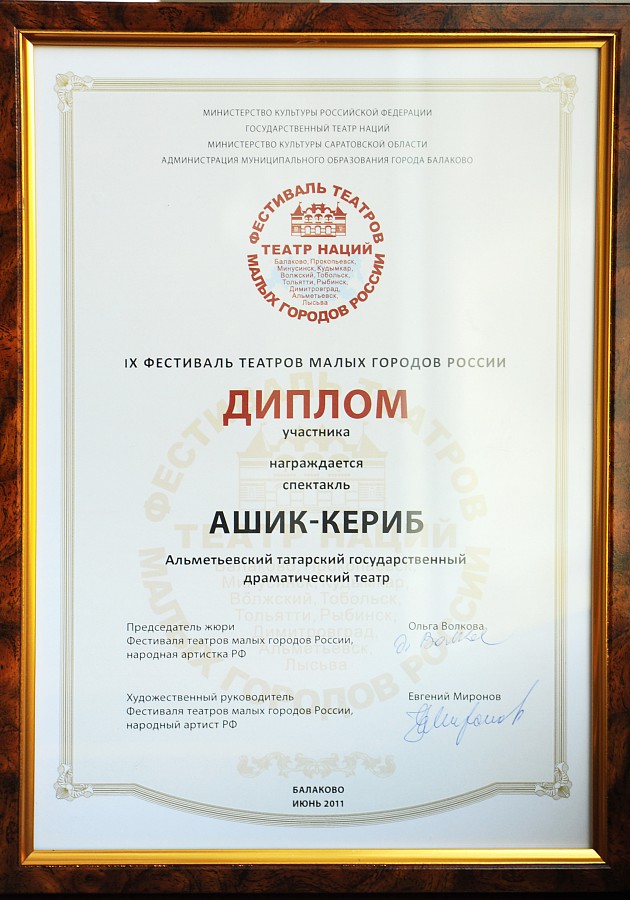 МИНИСТЕРСТВО КУЛЬТУРЫ РОССИЙСКОЙ ФЕДЕРАЦИИ
ГОСУДАРСТВЕННЫЙ ТЕАТР НАЦИЙ
МИНИСТЕРСТВО КУЛЬТУРЫ САРАТОВСКОЙ ОБЛАСТИ
АДМИНИСТРАЦИЯ МУНИЦИПАЛЬНОГО ОБРАЗОВАНИЯ ГОРОДА БАЛАКОВО
ФЕСТИВАЛЬ ТЕАТРОВ
ТЕАТР НАЦИЙ
Балаково, Прокопьевск,
Минусинск, Кудымкар,
Волжский, Тобольск,
Тольятти, Рыбинск,
Димитровград,
Альметьевск,
Лысьва
МАЛЫХ ГОРОДОВ РОССИИ
IX ФЕСТИВАЛЬ ТЕАТРОВ МАЛЫХ ГОРОДОВ РОССИИ
ДИПЛОМ
участника
награждается
спектакль
АШИК-КЕРИБ
Альметьевский татарский государственный
драматический театр
Председатель жюри
Фестиваля театров малых городов России,
народная артистка РФ
Ольга Волкова
Художественный руководитель
Фестиваля театров малых городов России,
народный артист РФ
Евгений Миронов
БАЛАКОВО
ИЮНЬ 2011